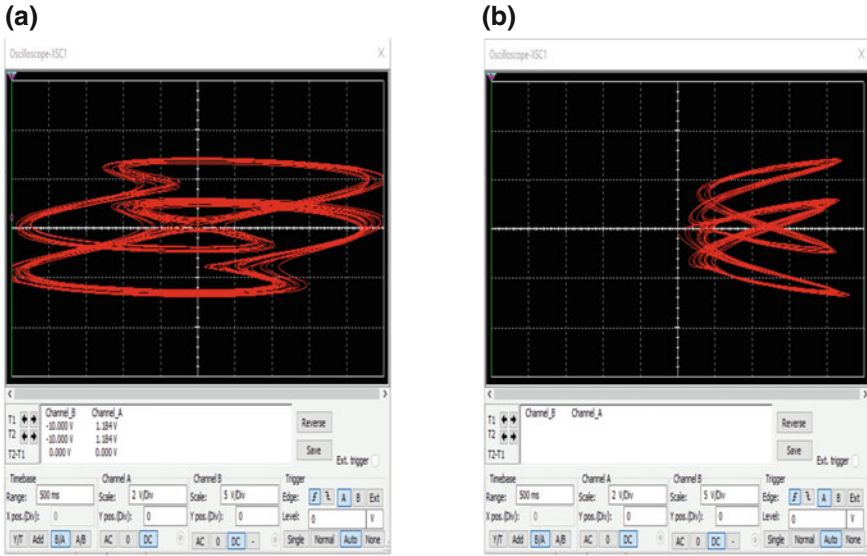 (a)
Oscilloscope-XSC1
X
T1
T2
T2-T1
Channel_B Channel_A
-10.000 V 1.184 V
-10.000 V 1.184 V
0.000 V 0.000 V
Reverse
Save
Ext. trigger
Timebase
Range: 500 ms
X pos.(Div): 0
Y/T Add B/A A/B
Channel A
Scale: 2 V/Div
Y pos.(Div): 0
AC 0 DC
Channel B
Scale: 5 V/Div
Y pos.(Div): 0
AC 0 DC -
Trigger
Edge: A B Ext
Level: 0 V
Single Normal Auto None
(b)
Oscilloscope-XSC1
X
T1
T2
T2-T1
Channel_B Channel_A
Reverse
Save
Ext. trigger
Timebase
Range: 500 ms
X pos.(Div): 0
Y/T Add B/A A/B
Channel A
Scale: 2 V/Div
Y pos.(Div): 0
AC 0 DC
Channel B
Scale: 5 V/Div
Y pos.(Div): 0
AC 0 DC -
Trigger
Edge: A B Ext
Level: 0 V
Single Normal Auto None